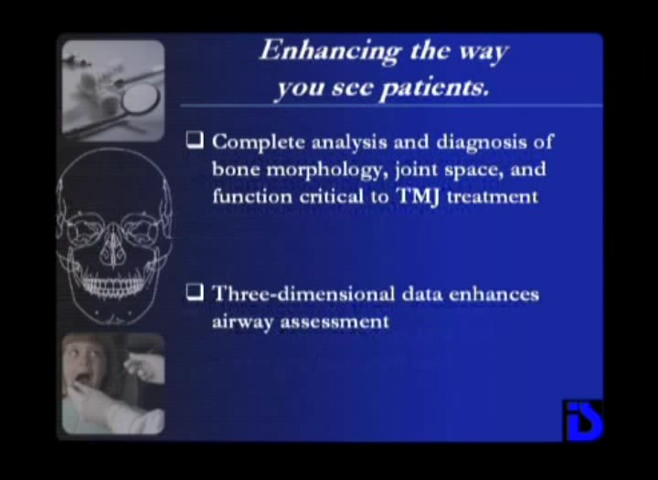 Enhancing the way
you see patients.
Complete analysis and diagnosis of
bone morphology, joint space, and
function critical to TMJ treatment
Three-dimensional data enhances
airway assessment
iS